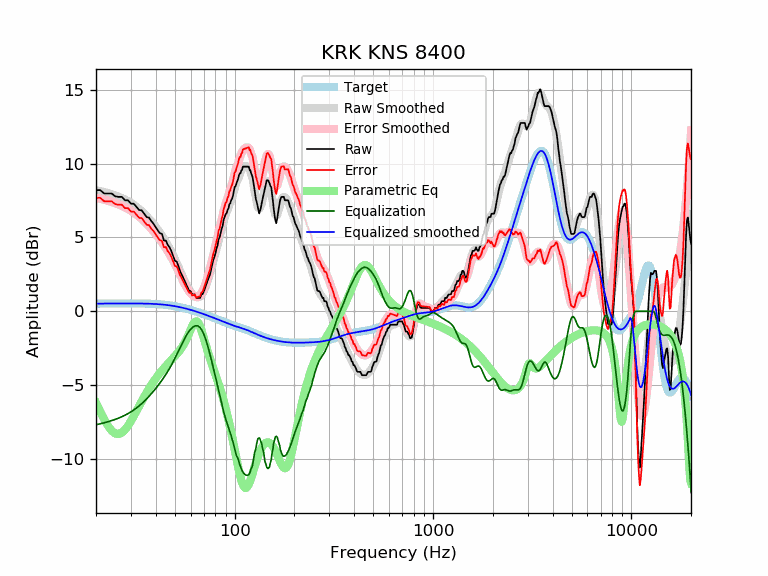 KRK KNS 8400
Target
Raw Smoothed
Error Smoothed
Raw
Error
Parametric Eq
Equalization
Equalized smoothed
15
10
5
0
−5
−10
Amplitude (dBr)
100
1000
10000
Frequency (Hz)